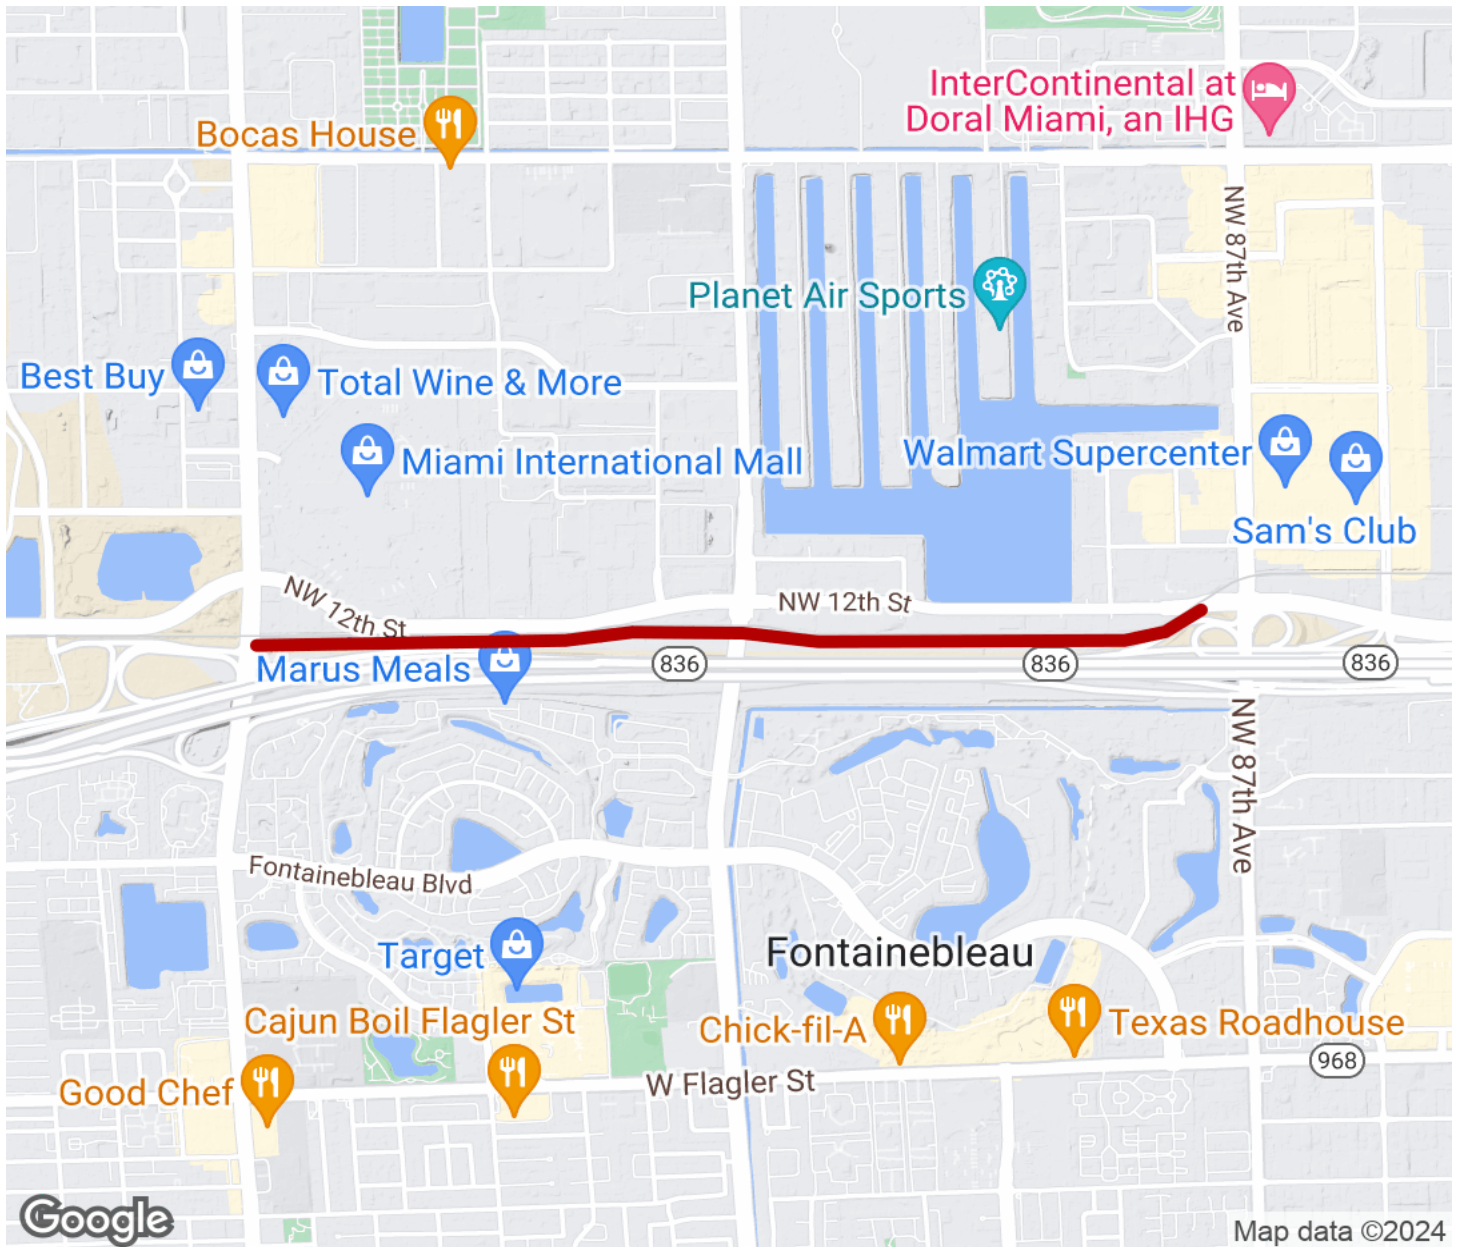 InterContinental at
Doral Miami, an IHG
Bocas House
NW 87th Ave
Planet Air Sports
Best Buy
Total Wine & More
Miami International Mall
Walmart Supercenter
Sam's Club
NW 12th St
NW 12th St
Marus Meals
836
836
836
NW 87th Ave
Fontainebleau Blvd
Target
Fontainebleau
Cajun Boil Flagler St
Chick-fil-A
Texas Roadhouse
968
Good Chef
W Flagler St
Google
Map data ©2024